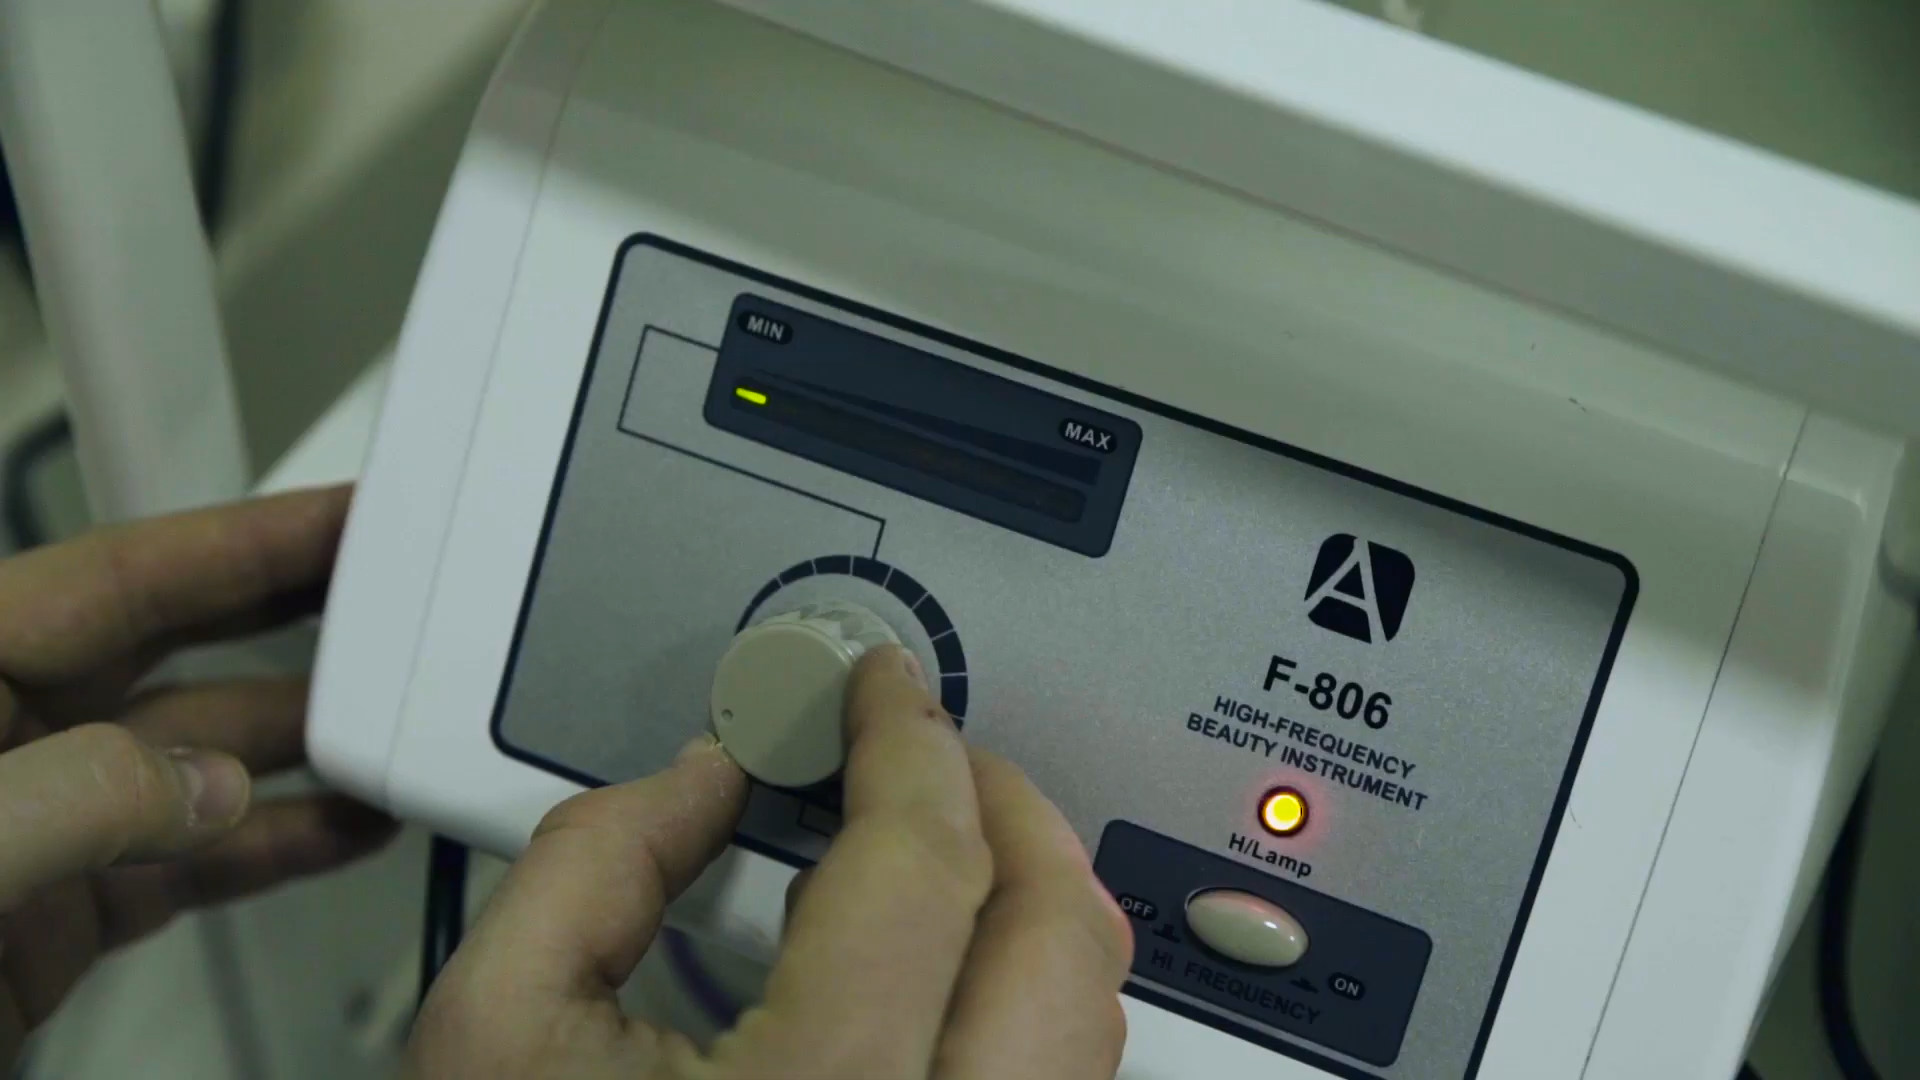 MIN
MAX
A
F-806
HIGH-FREQUENCY
BEAUTY INSTRUMENT
H/Lamp
OFF
ON
HI FREQUENCY